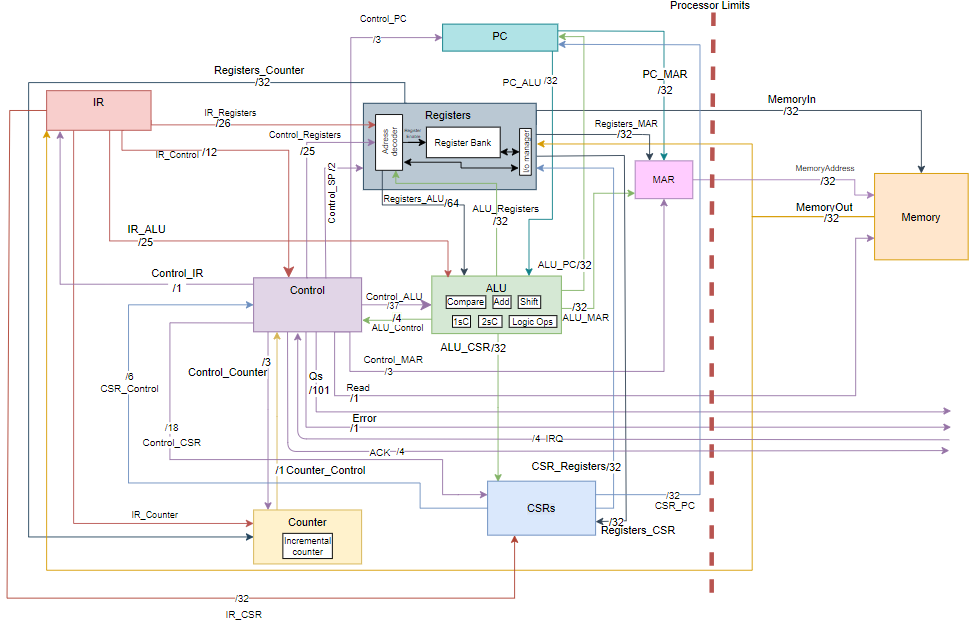 Processor Limits
Control_PC
/3
PC
Registers_Counter
/32
PC_ALU /32
PC_MAR
/32
IR
IR_Registers
/26
Registers
MemoryIn
/32
Control_Registers
/25
Adress
decoder
Register
Enable
Register Bank
I/o manager
Registers_MAR
/32
IR_Control /12
Control_SP /2
MAR
MemoryAddress
/32
Registers_ALU /64
ALU_Registers
/32
MemoryOut
/32
Memory
IR_ALU
/25
Control_IR
/1
ALU_PC /32
Control
ALU
Control_ALU
/37
Compare
Add
Shift
/32
ALU_MAR
/4
ALU_Control
1sC
2sC
Logic Ops
ALU_CSR /32
Control_MAR
/3
/3
Control_Counter
/6
CSR_Control
Qs
/101
Read
/1
Error
/1
/18
Control_CSR
/4 IRQ
ACK /4
/1 Counter_Control
CSR_Registers /32
/32
CSR_PC
CSRs
IR_Counter
Counter
/32
Registers_CSR
Incremental
counter
/32
IR_CSR